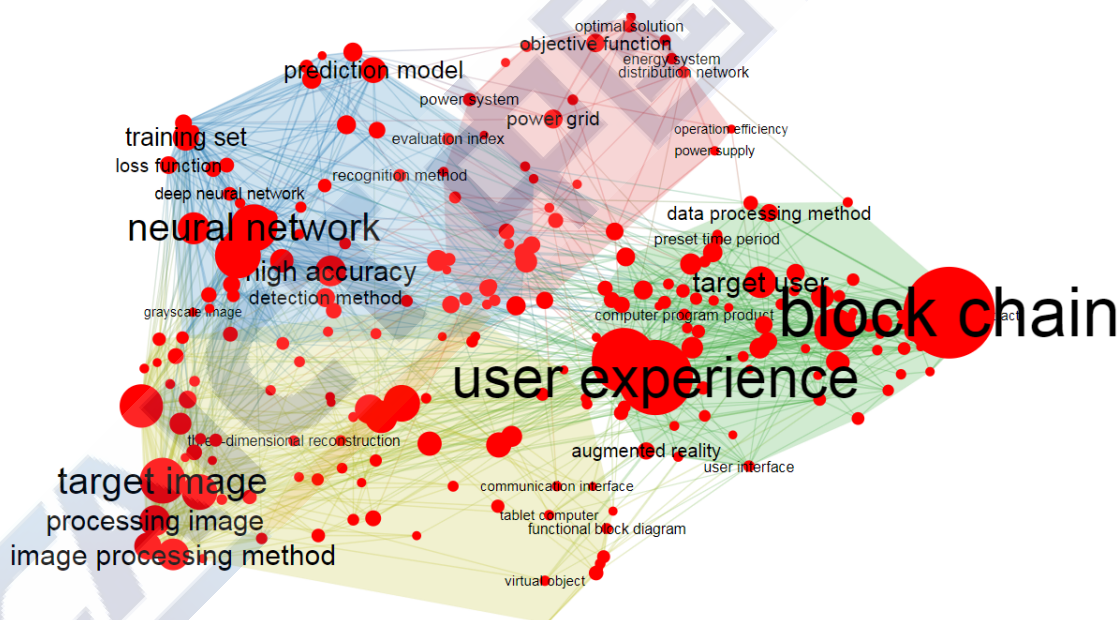 optimal solution
objective function
energy system
distribution network
prediction model
power system
power grid
operation efficiency
training set
evaluation index
power supply
loss function
recognition method
deep neural network
data processing method
neural network
preset time period
high accuracy
target user
detection method
grayscale image
computer program product
block chain
user experience
three-dimensional reconstruction
augmented reality
user interface
target image
communication interface
processing image
tablet computer
functional block diagram
image processing method
virtual object